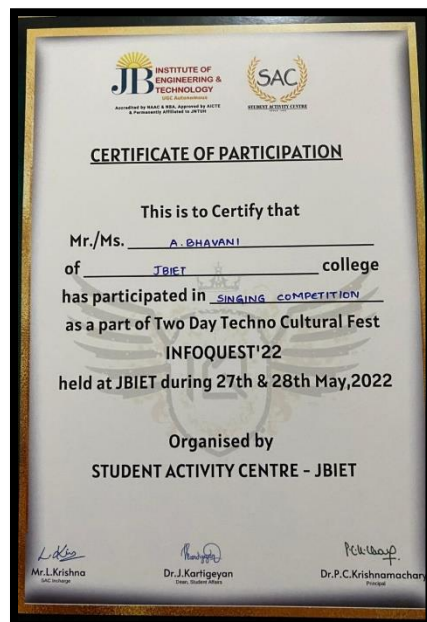 JB INSTITUTE OF
ENGINEERING &
TECHNOLOGY
UGC Autonomous
Accredited by NAAC & NBA, Approved by AICTE
& Permanently Affiliated to JNTUH
SAC
STUDENT ACTIVITY CENTRE
CERTIFICATE OF PARTICIPATION
This is to Certify that
Mr./Ms. A. BHAVANI
of JBIET college
has participated in SINGING COMPETITION
as a part of Two Day Techno Cultural Fest
INFOQUEST'22
held at JBIET during 27th & 28th May,2022
Organised by
STUDENT ACTIVITY CENTRE - JBIET
Mr.L.Krishna
SAC Incharge
Dr.J.Kartigeyan
Dean, Student Affairs
Dr.P.C.Krishnamachary
Principal